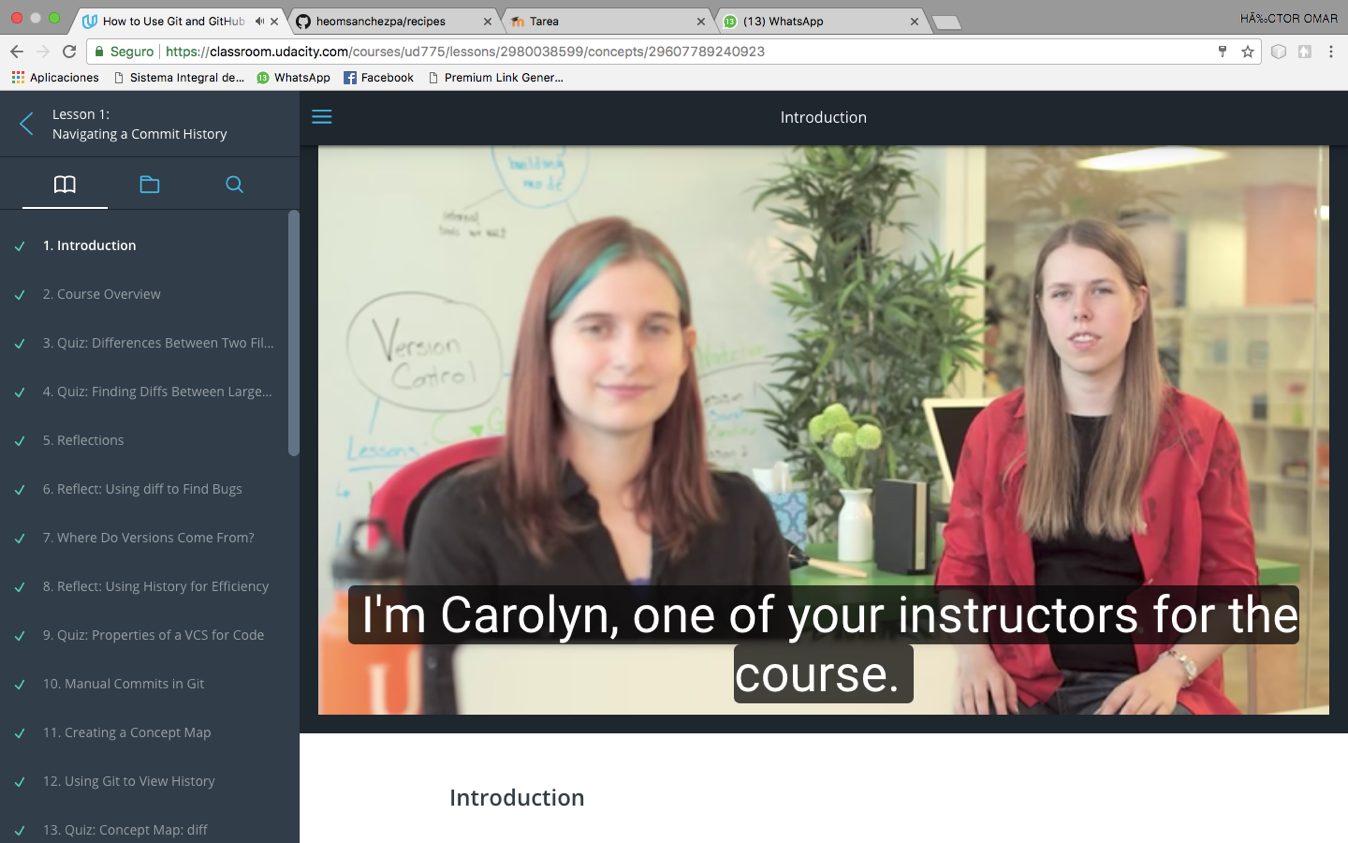 How to Use Git and GitHub
heomsanchezpa/recipes
Tarea
(13) WhatsApp
HÃ‰CTOR OMAR
Seguro
https://classroom.udacity.com/courses/ud775/lessons/2980038599/concepts/29607789240923
Aplicaciones
Sistema Integral de...
13
WhatsApp
Facebook
Premium Link Gener...
Lesson 1:
Navigating a Commit History
Introduction
1. Introduction
2. Course Overview
3. Quiz: Differences Between Two Fil...
4. Quiz: Finding Diffs Between Large...
5. Reflections
6. Reflect: Using diff to Find Bugs
7. Where Do Versions Come From?
8. Reflect: Using History for Efficiency
9. Quiz: Properties of a VCS for Code
10. Manual Commits in Git
11. Creating a Concept Map
12. Using Git to View History
13. Quiz: Concept Map: diff
building
mode
Version
Control
Lessons
U
I'm Carolyn, one of your instructors for the
course.
Introduction